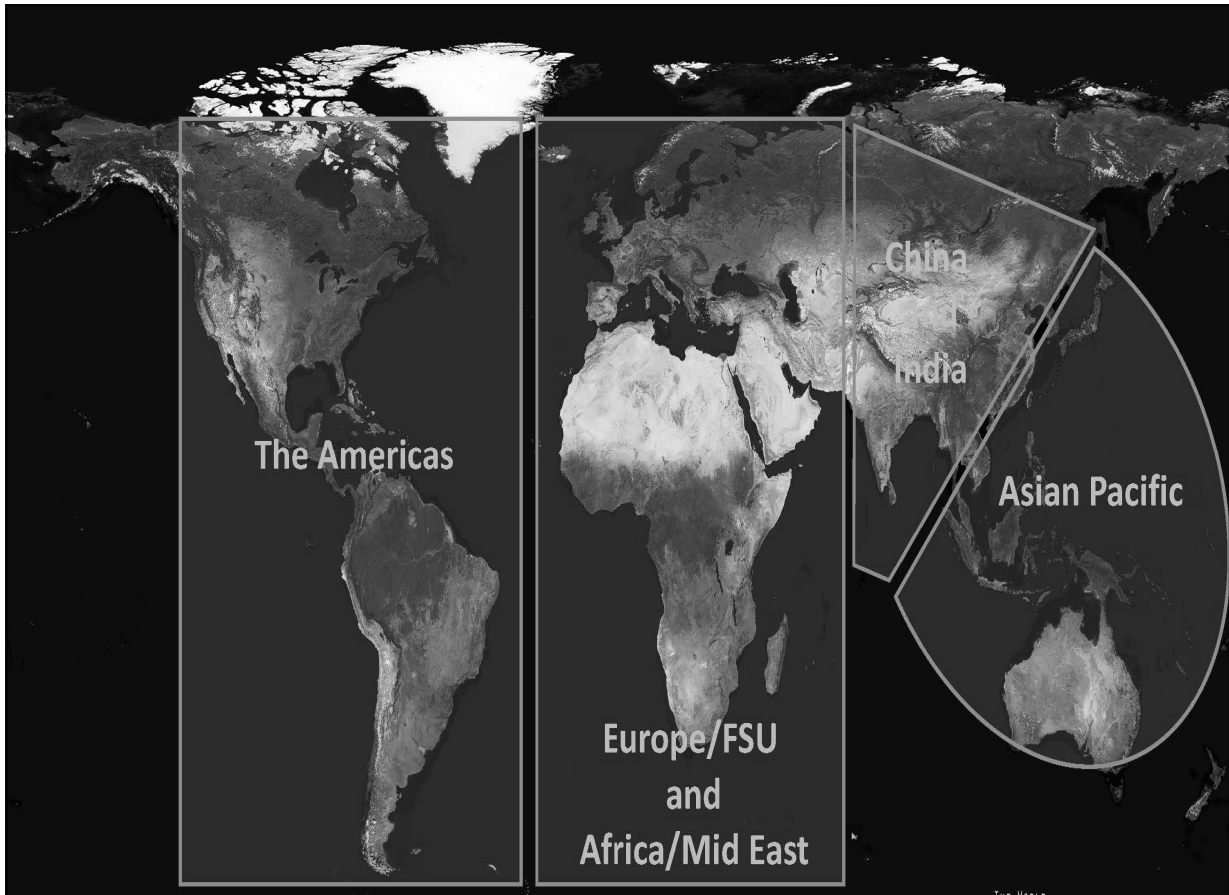 The Americas
Europe/FSU
and
Africa/Mid East
China
India
Asian Pacific